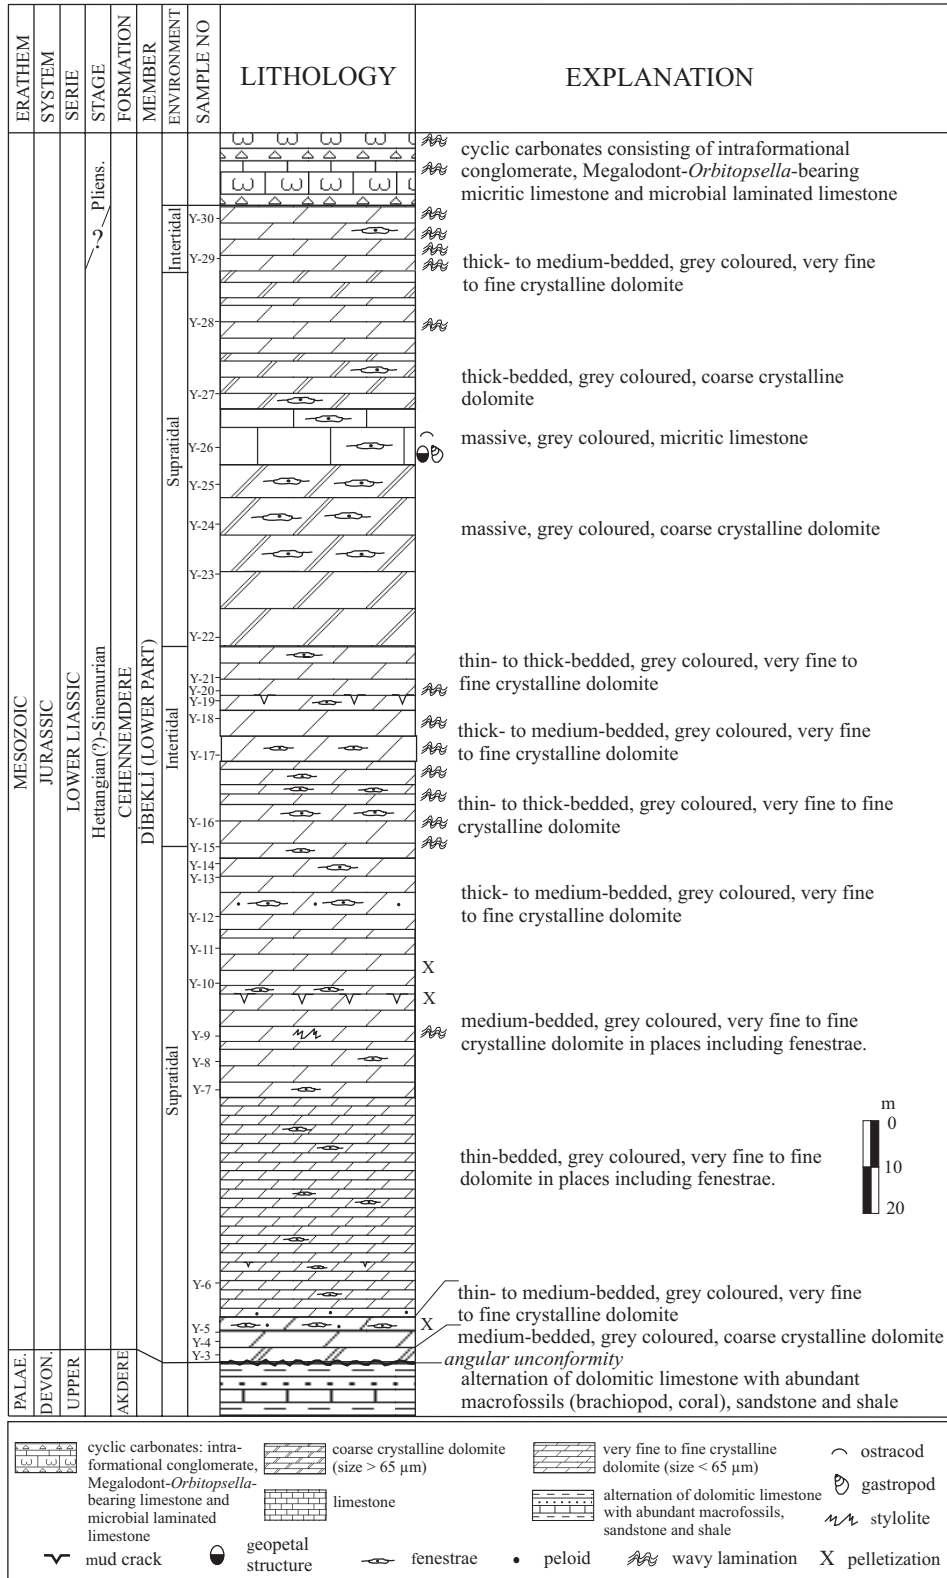 ERATHEM
SYSTEM
SERIE
STAGE
FORMATION
MEMBER
ENVIRONMENT
SAMPLE NO
LITHOLOGY
EXPLANATION
MESOZOIC
JURASSIC
LOWER LIASSIC
Hettangian(?)-Sinemurian
?
Pliens.
CEHENNEMDERE
DİBEKLİ (LOWER PART)
Intertidal
Supratidal
Intertidal
Supratidal
PALAE.
DEVON.
UPPER
AKDERE
Y-30
Y-29
Y-28
Y-27
Y-26
Y-25
Y-24
Y-23
Y-22
Y-21
Y-20
Y-19
Y-18
Y-17
Y-16
Y-15
Y-14
Y-13
Y-12
Y-11
Y-10
Y-9
Y-8
Y-7
Y-6
Y-5
Y-4
Y-3
cyclic carbonates consisting of intraformational
conglomerate, Megalodont-Orbitopsella-bearing
micritic limestone and microbial laminated limestone
thick- to medium-bedded, grey coloured, very fine
to fine crystalline dolomite
thick-bedded, grey coloured, coarse crystalline
dolomite
massive, grey coloured, micritic limestone
massive, grey coloured, coarse crystalline dolomite
thin- to thick-bedded, grey coloured, very fine to
fine crystalline dolomite
thick- to medium-bedded, grey coloured, very fine
to fine crystalline dolomite
thin- to thick-bedded, grey coloured, very fine to fine
crystalline dolomite
thick- to medium-bedded, grey coloured, very fine
to fine crystalline dolomite
X
X
medium-bedded, grey coloured, very fine to fine
crystalline dolomite in places including fenestrae.
thin-bedded, grey coloured, very fine to fine
dolomite in places including fenestrae.
m
0
10
20
thin- to medium-bedded, grey coloured, very fine
to fine crystalline dolomite
X
medium-bedded, grey coloured, coarse crystalline dolomite
angular unconformity
alternation of dolomitic limestone with abundant
macrofossils (brachiopod, coral), sandstone and shale
cyclic carbonates: intra-
formational conglomerate,
Megalodont-Orbitopsella-
bearing limestone and
microbial laminated
limestone
coarse crystalline dolomite
(size > 65 µm)
limestone
very fine to fine crystalline
dolomite (size < 65 µm)
alternation of dolomitic limestone
with abundant macrofossils,
sandstone and shale
ostracod
gastropod
stylolite
mud crack
geopetal
structure
fenestrae
peloid
wavy lamination
X pelletization